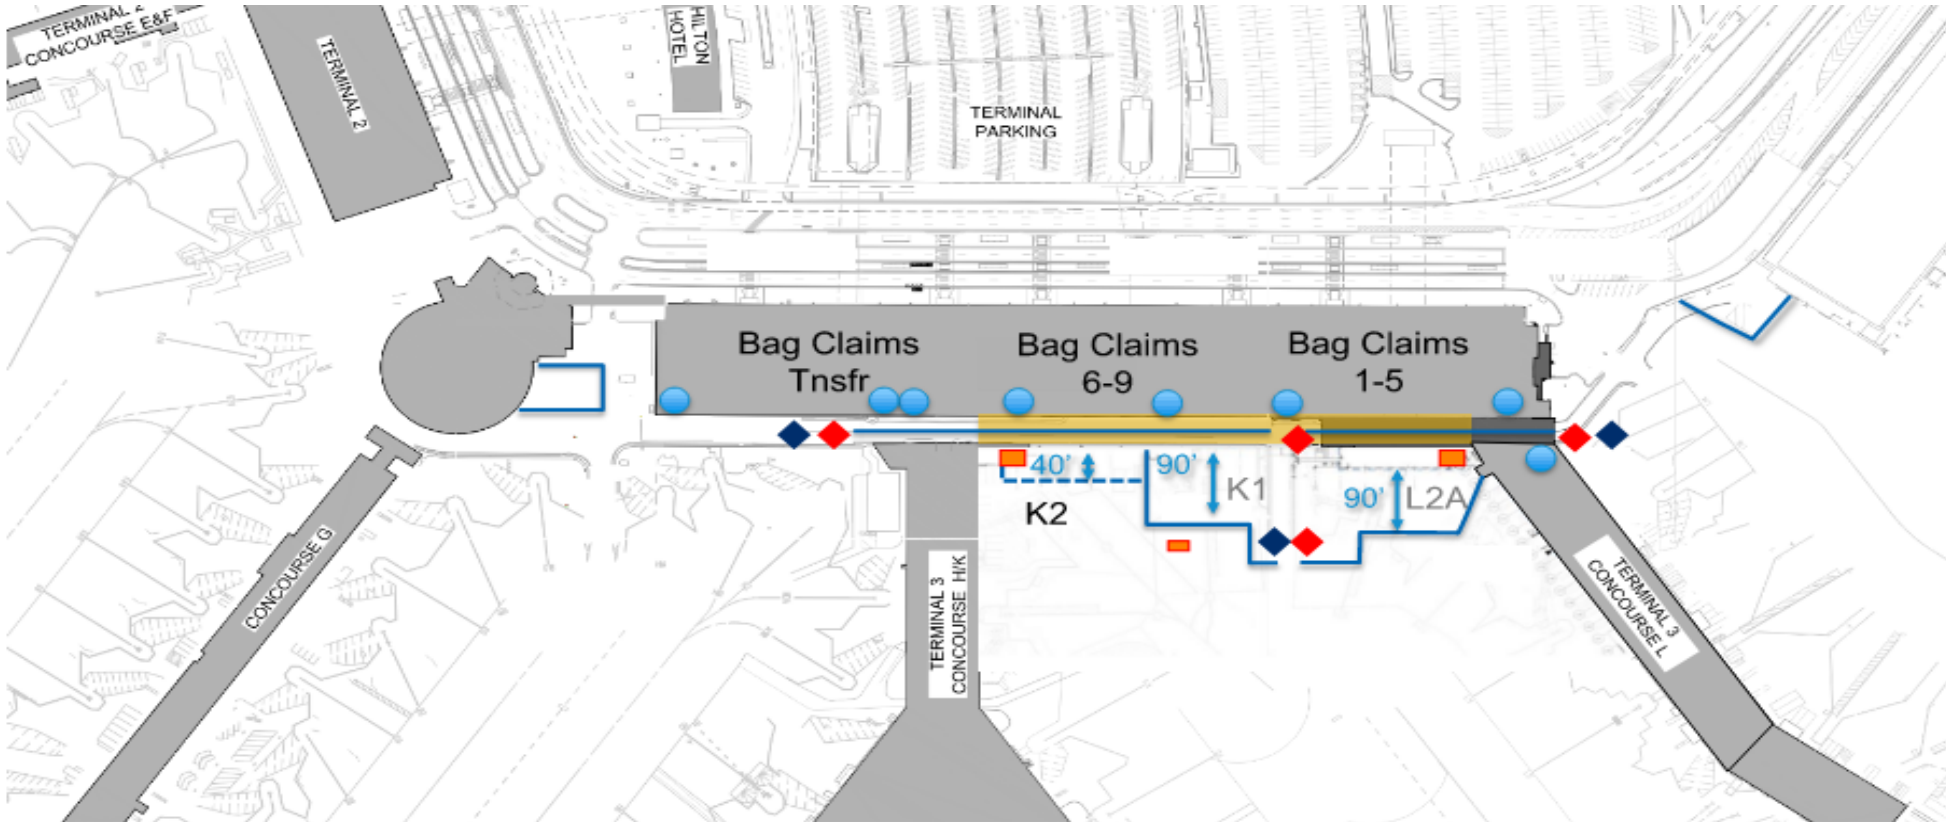 TERMINAL 2
CONCOURSE E&F
TERMINAL 2
HILTON
HOTEL
TERMINAL
PARKING
Bag Claims
Tnsfr
Bag Claims
6-9
Bag Claims
1-5
40'
90'
K1
90'
L2A
K2
CONCOURSE G
TERMINAL 3
CONCOURSE H/K
TERMINAL 3
CONCOURSE L